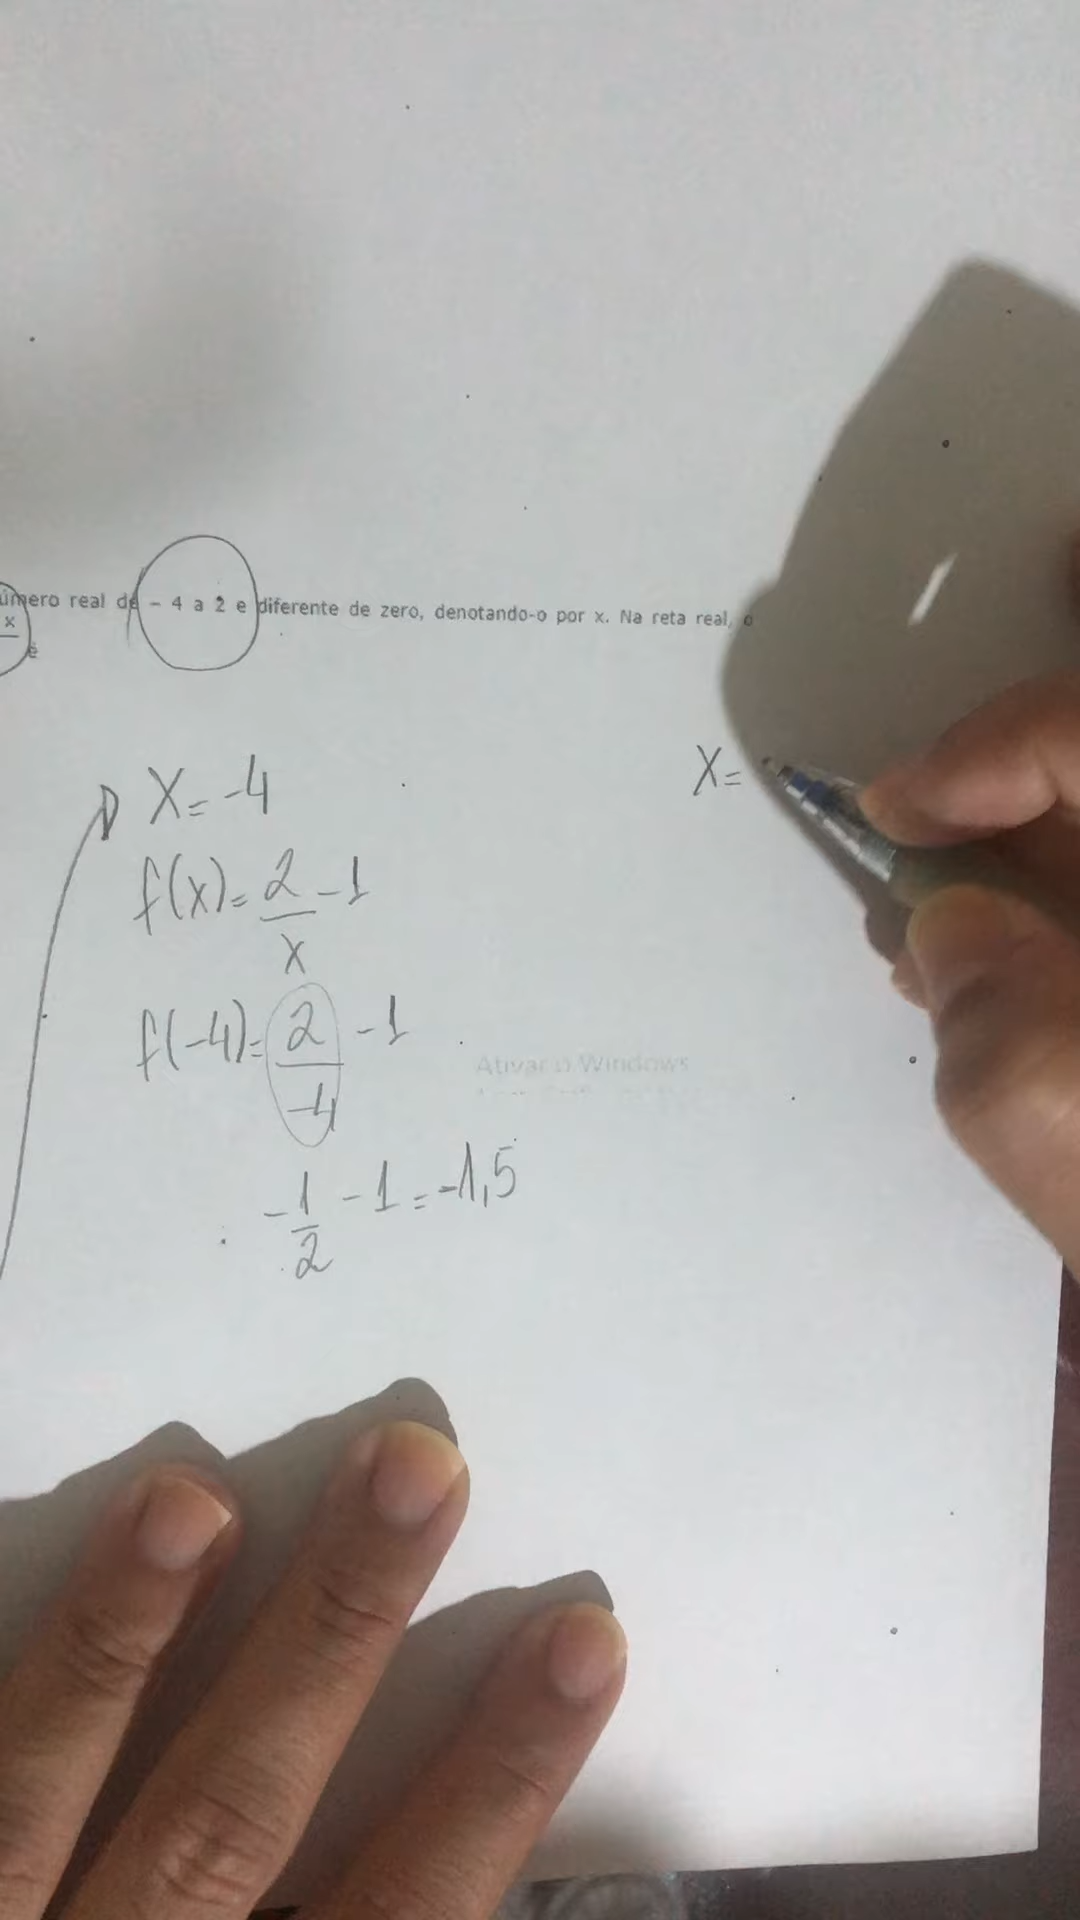 número real de - 4 a 2 e diferente de zero, denotando-o por x. Na reta real, o
x
é
X= -4
f(x)= 2/x -1
f(-4)= 2/-4 -1
-1/2 -1 = -1,5
X=
Ativar o Windows